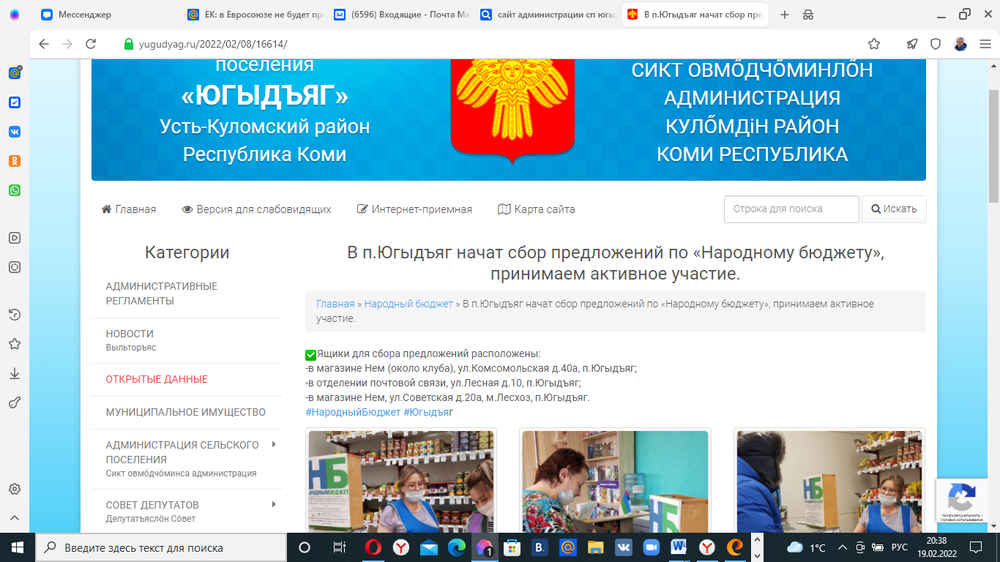 Мессенджер
ЕК: в Евросоюзе не будет пр
(6596) Входящие - Почта Ма
сайт администрации сп югы
В п.Югыдъяг начат сбор пре
yugudyag.ru/2022/02/08/16614/
поселения
«ЮГЫДЪЯГ»
Усть-Куломский район
Республика Коми
СИКТ ОВМӦДЧӦМИНЛӦН
АДМИНИСТРАЦИЯ
КУЛӦМДiН РАЙОН
КОМИ РЕСПУБЛИКА
Главная
Версия для слабовидящих
Интернет-приемная
Карта сайта
Строка для поиска
Искать
Категории
АДМИНИСТРАТИВНЫЕ
РЕГЛАМЕНТЫ
НОВОСТИ
Выльторъяс
ОТКРЫТЫЕ ДАННЫЕ
МУНИЦИПАЛЬНОЕ ИМУЩЕСТВО
АДМИНИСТРАЦИЯ СЕЛЬСКОГО
ПОСЕЛЕНИЯ
Сикт овмӧдчӧминса администрация
СОВЕТ ДЕПУТАТОВ
Депутатъяслӧн Сӧвет
В п.Югыдъяг начат сбор предложений по «Народному бюджету»,
принимаем активное участие.
Главная » Народный бюджет » В п.Югыдъяг начат сбор предложений по «Народному бюджету», принимаем активное
участие.
Ящики для сбора предложений расположены:
-в магазине Нем (около клуба), ул.Комсомольская д.40а, п.Югыдъяг;
-в отделении почтовой связи, ул.Лесная д.10, п.Югыдъяг;
-в магазине Нем, ул.Советская д.20а, м.Лесхоз, п.Югыдъяг.
#НародныйБюджет #Югыдъяг
НБ
НАРОДНЫЙБЮДЖЕТ
НБ
НБ
Конфиденциальность -
Условия использования
Введите здесь текст для поиска
1
1°C
РУС
20:38
19.02.2022